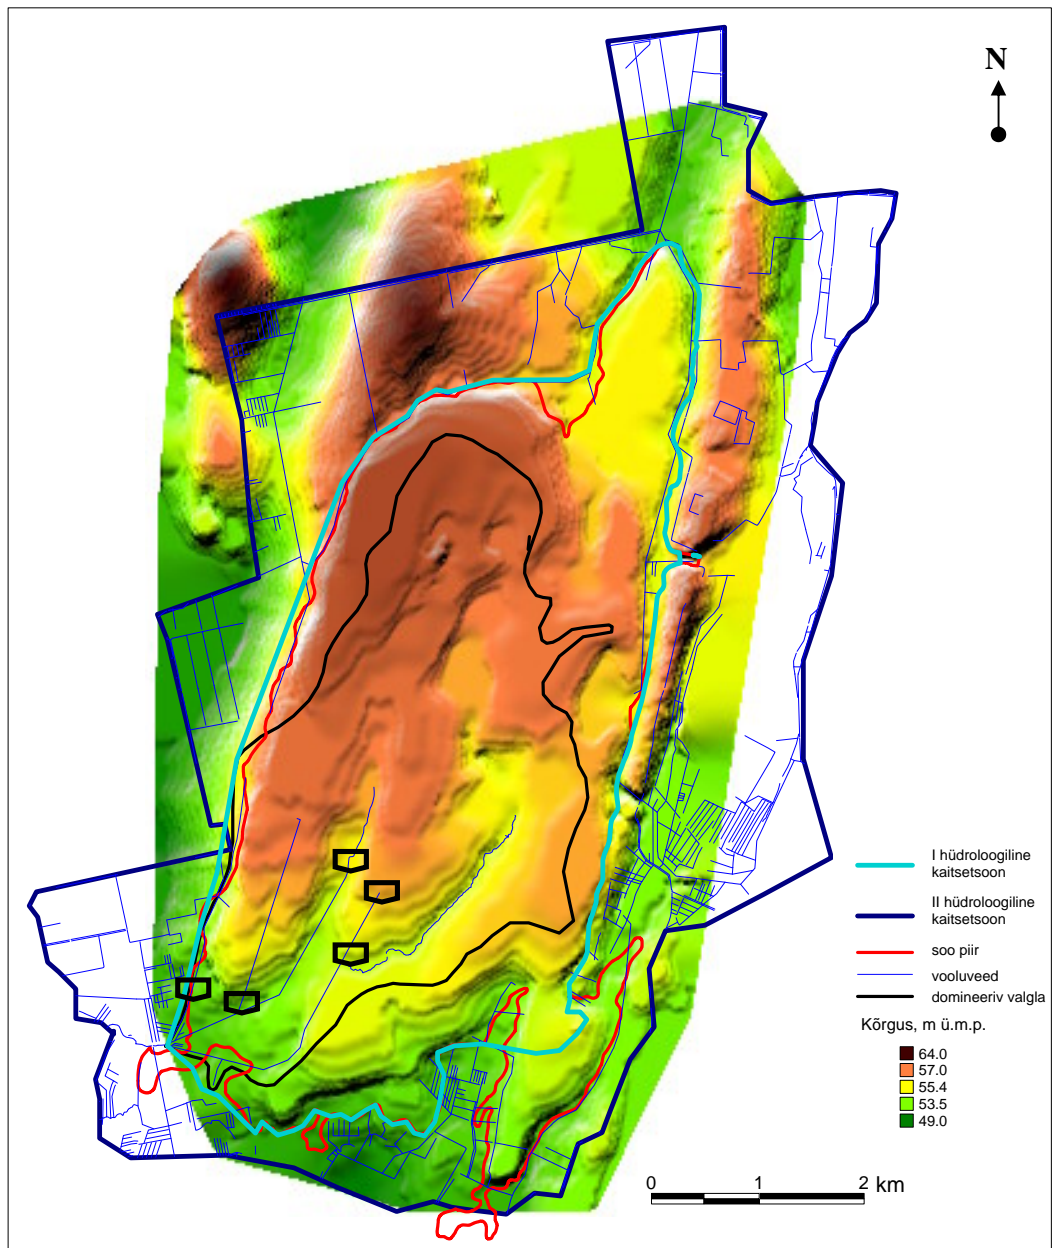 N
I hüdroloogiline
kaitsetsoon
II hüdroloogiline
kaitsetsoon
soo piir
vooluveed
domineeriv valgla
Kõrgus, m ü.m.p.
64.0
57.0
55.4
53.5
49.0
0 1 2 km